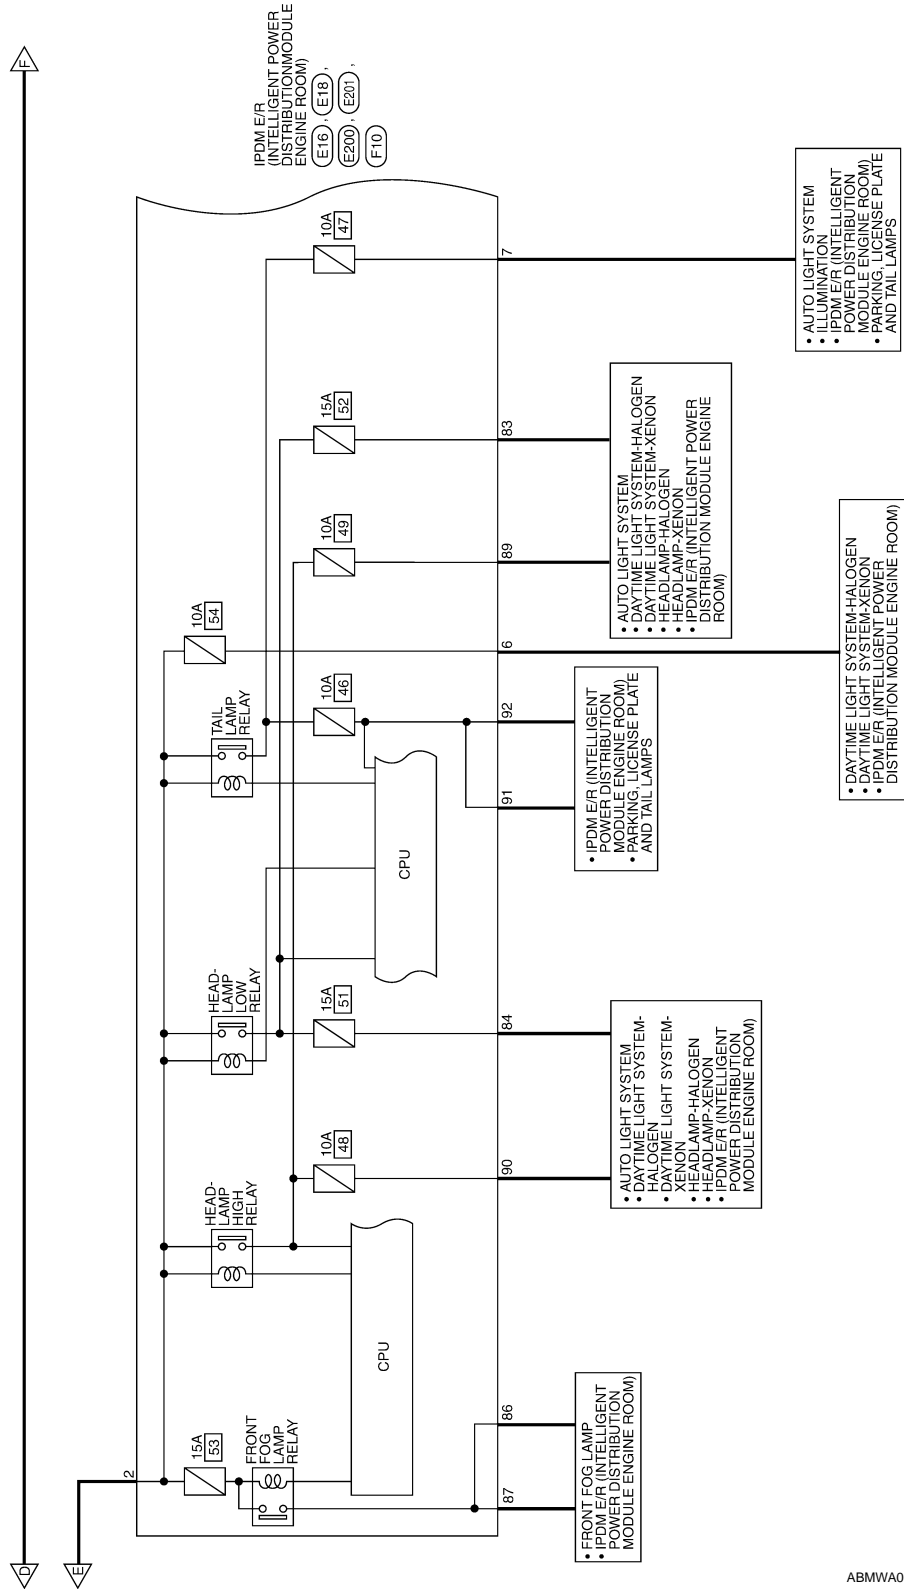 D
E
F
IPDM E/R
(INTELLIGENT POWER
DISTRIBUTIONMODULE
ENGINE ROOM)
E16 , E18 ,
E200 , E201 ,
F10
2
15A
53
FRONT
FOG
LAMP
RELAY
HEAD-
LAMP
HIGH
RELAY
HEAD-
LAMP
LOW
RELAY
TAIL
LAMP
RELAY
10A
54
10A
48
15A
51
10A
46
10A
49
15A
52
10A
47
CPU
CPU
87
86
90
84
91
92
6
89
83
7
• FRONT FOG LAMP
• IPDM E/R (INTELLIGENT
POWER DISTRIBUTION
MODULE ENGINE ROOM)
• AUTO LIGHT SYSTEM
• DAYTIME LIGHT SYSTEM-
HALOGEN
• DAYTIME LIGHT SYSTEM-
XENON
• HEADLAMP-HALOGEN
• HEADLAMP-XENON
• IPDM E/R (INTELLIGENT
POWER DISTRIBUTION
MODULE ENGINE ROOM)
• IPDM E/R (INTELLIGENT
POWER DISTRIBUTION
MODULE ENGINE ROOM)
• PARKING, LICENSE PLATE
AND TAIL LAMPS
• DAYTIME LIGHT SYSTEM-HALOGEN
• DAYTIME LIGHT SYSTEM-XENON
• IPDM E/R (INTELLIGENT POWER
DISTRIBUTION MODULE ENGINE ROOM)
• AUTO LIGHT SYSTEM
• DAYTIME LIGHT SYSTEM-HALOGEN
• DAYTIME LIGHT SYSTEM-XENON
• HEADLAMP-HALOGEN
• HEADLAMP-XENON
• IPDM E/R (INTELLIGENT POWER
DISTRIBUTION MODULE ENGINE
ROOM)
• AUTO LIGHT SYSTEM
• ILLUMINATION
• IPDM E/R (INTELLIGENT
POWER DISTRIBUTION
MODULE ENGINE ROOM)
• PARKING, LICENSE PLATE
AND TAIL LAMPS
ABMWA0